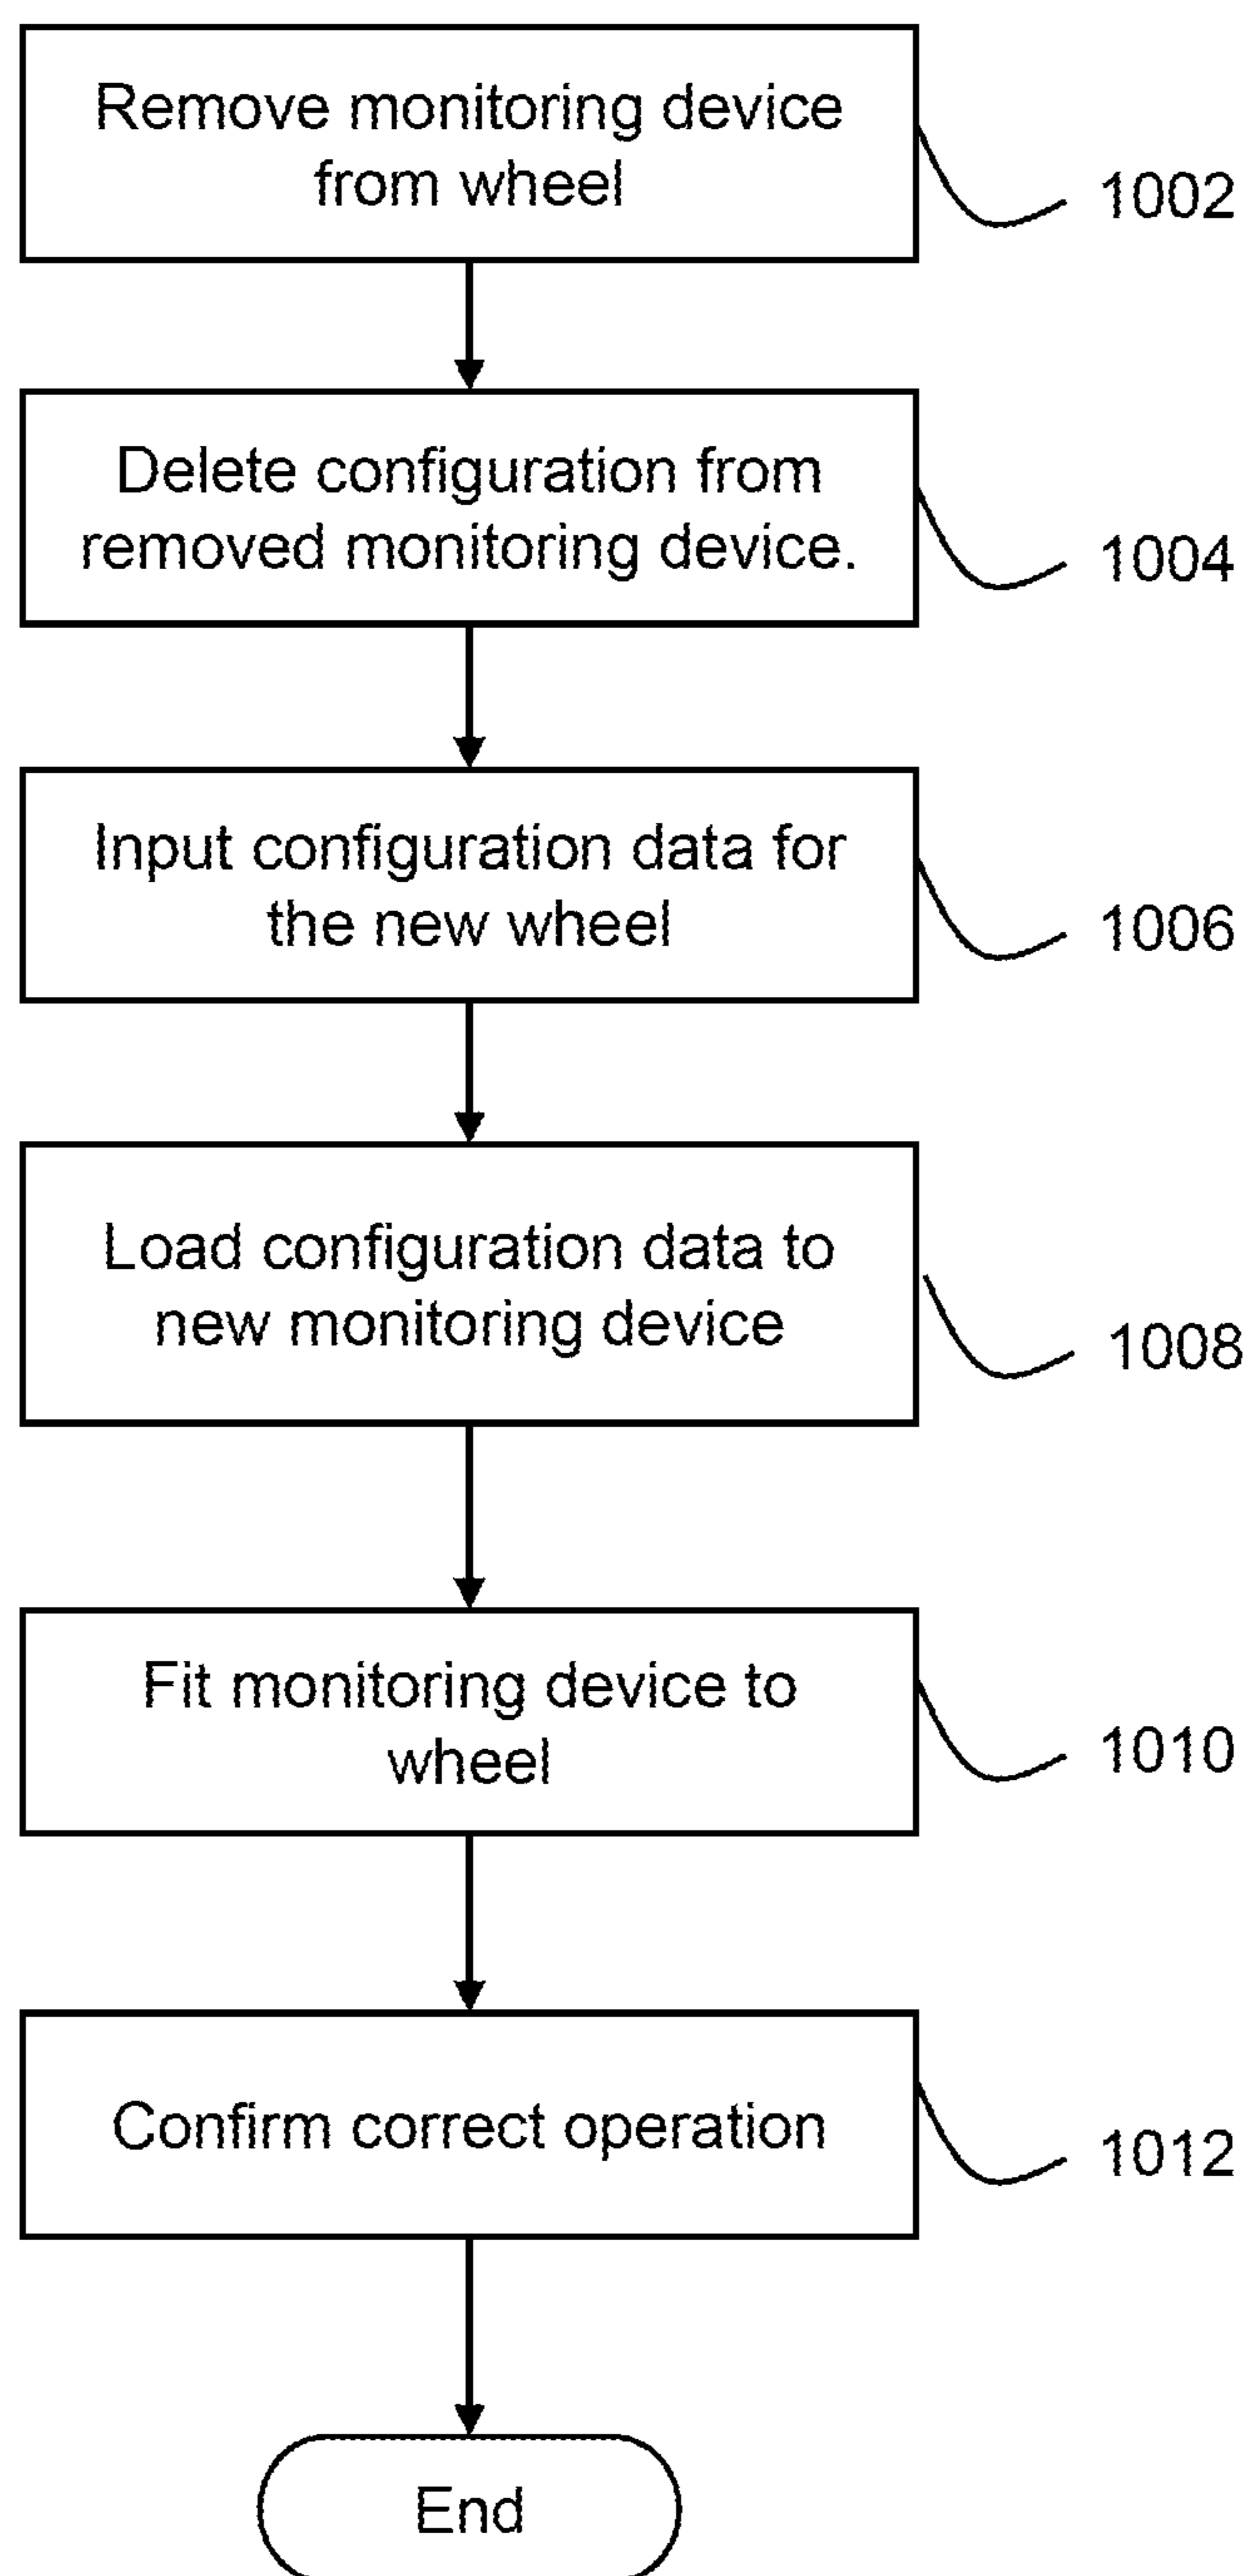 Remove monitoring device
from wheel
1002
Delete configuration from
removed monitoring device.
1004
Input configuration data for
the new wheel
1006
Load configuration data to
new monitoring device
1008
Fit monitoring device to
wheel
1010
Confirm correct operation
1012
End